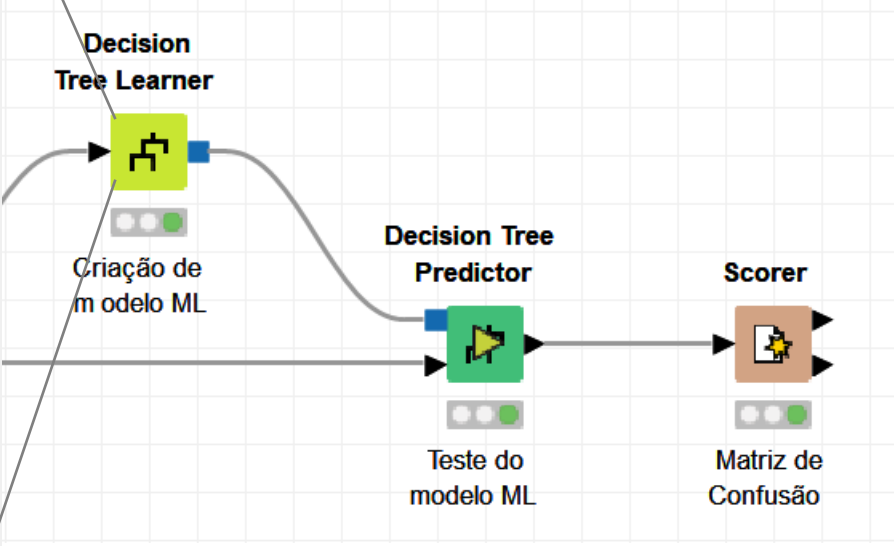 Decision
Tree Learner
Criação de
m odelo ML
Decision Tree
Predictor
Teste do
modelo ML
Scorer
Matriz de
Confusão